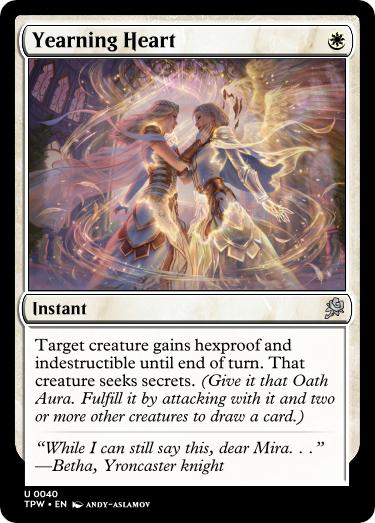 Yearning Heart
Instant
Target creature gains hexproof and
indestructible until end of turn. That
creature seeks secrets. (Give it that Oath
Aura. Fulfill it by attacking with it and two
or more other creatures to draw a card.)
“While I can still say this, dear Mira. . .”
—Betha, Yroncaster knight
U 0040
TPW • EN ANDY-ASLAMOV